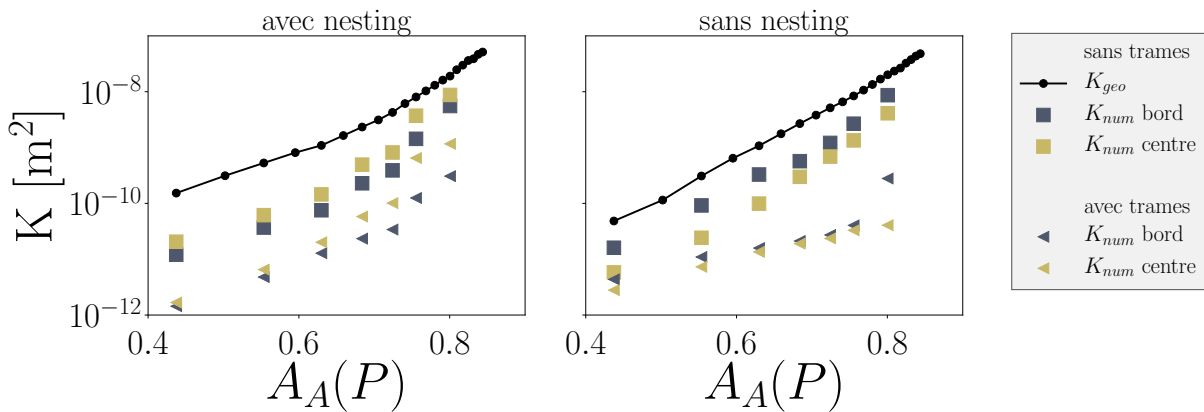 avec nesting
sans nesting
K [m²]
10⁻⁸
10⁻¹⁰
10⁻¹²
0.4 0.6 0.8
A_A(P)
0.4 0.6 0.8
A_A(P)
sans trames
K_geo
K_num bord
K_num centre
avec trames
K_num bord
K_num centre